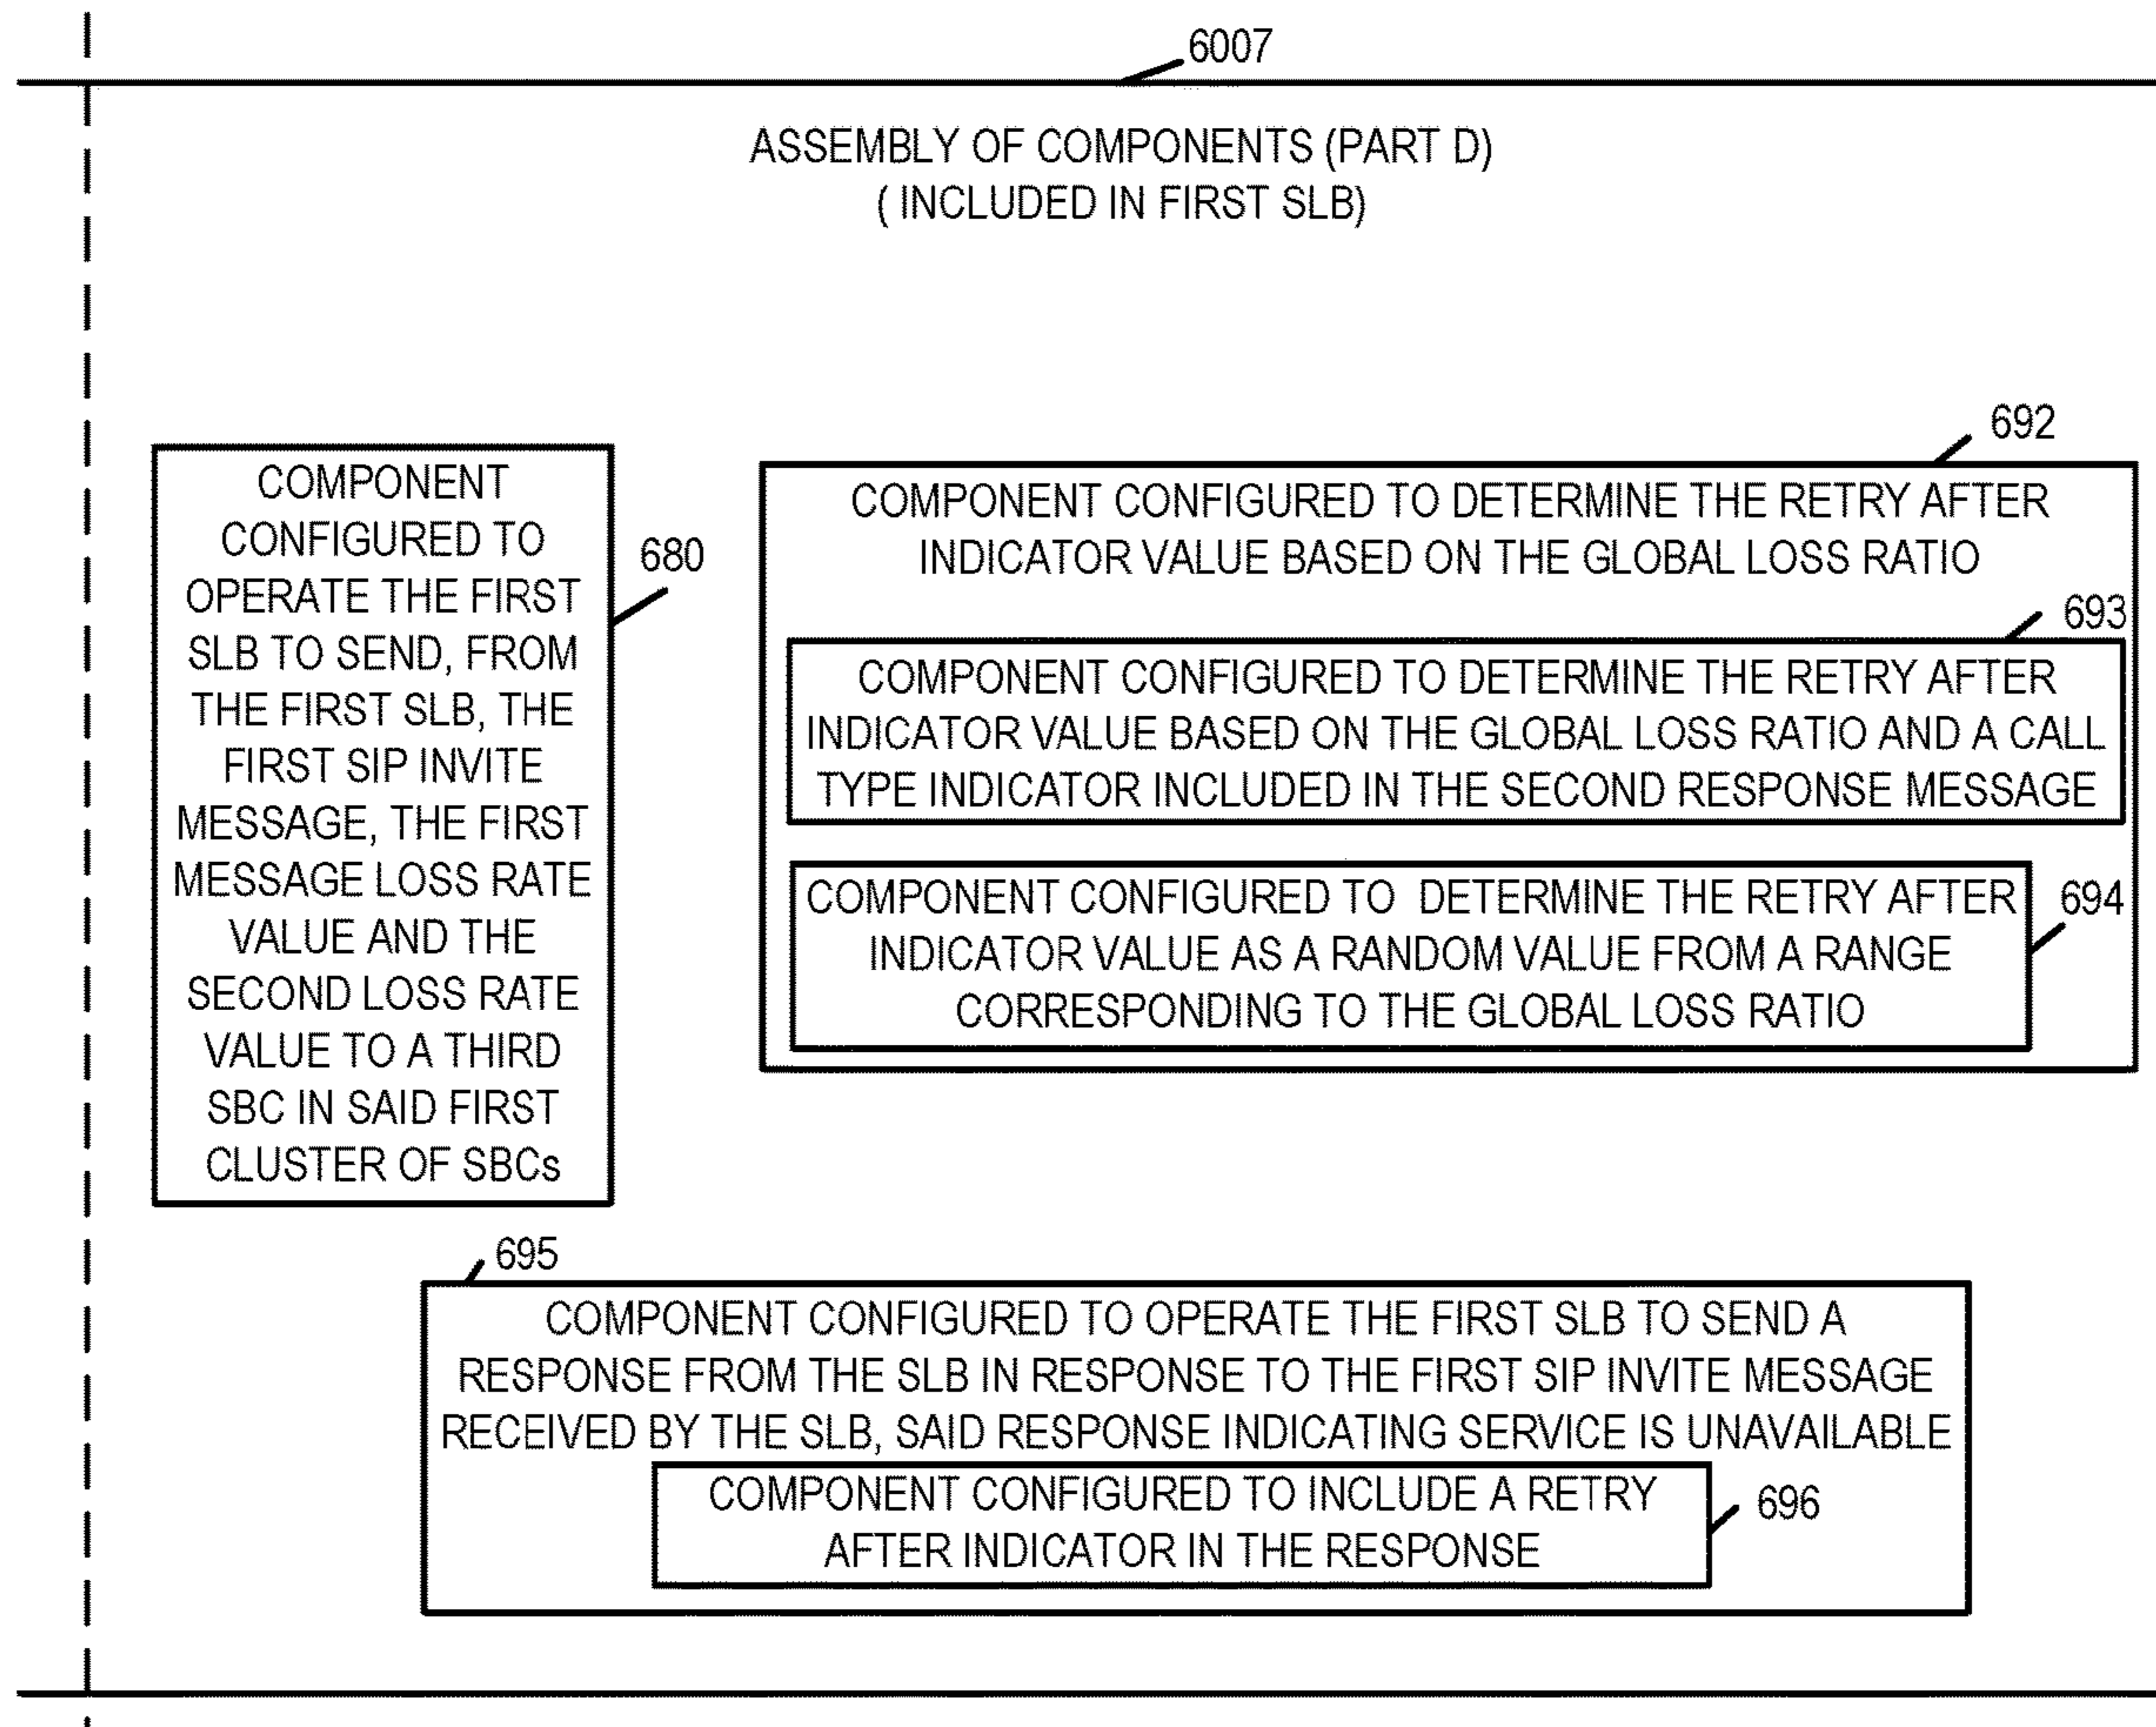 6007
ASSEMBLY OF COMPONENTS (PART D)
( INCLUDED IN FIRST SLB)
COMPONENT
CONFIGURED TO
OPERATE THE FIRST
SLB TO SEND, FROM
THE FIRST SLB, THE
FIRST SIP INVITE
MESSAGE, THE FIRST
MESSAGE LOSS RATE
VALUE AND THE
SECOND LOSS RATE
VALUE TO A THIRD
SBC IN SAID FIRST
CLUSTER OF SBCs
680
692
COMPONENT CONFIGURED TO DETERMINE THE RETRY AFTER
INDICATOR VALUE BASED ON THE GLOBAL LOSS RATIO
693
COMPONENT CONFIGURED TO DETERMINE THE RETRY AFTER
INDICATOR VALUE BASED ON THE GLOBAL LOSS RATIO AND A CALL
TYPE INDICATOR INCLUDED IN THE SECOND RESPONSE MESSAGE
COMPONENT CONFIGURED TO DETERMINE THE RETRY AFTER
INDICATOR VALUE AS A RANDOM VALUE FROM A RANGE
CORRESPONDING TO THE GLOBAL LOSS RATIO
694
695
COMPONENT CONFIGURED TO OPERATE THE FIRST SLB TO SEND A
RESPONSE FROM THE SLB IN RESPONSE TO THE FIRST SIP INVITE MESSAGE
RECEIVED BY THE SLB, SAID RESPONSE INDICATING SERVICE IS UNAVAILABLE
COMPONENT CONFIGURED TO INCLUDE A RETRY
AFTER INDICATOR IN THE RESPONSE
696